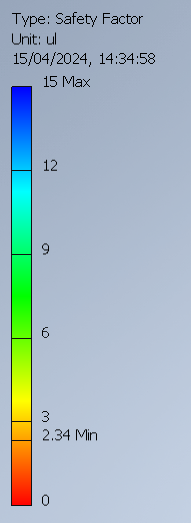 Type: Safety Factor
Unit: ul
15/04/2024, 14:34:58
15 Max
12
9
6
3
2.34 Min
0